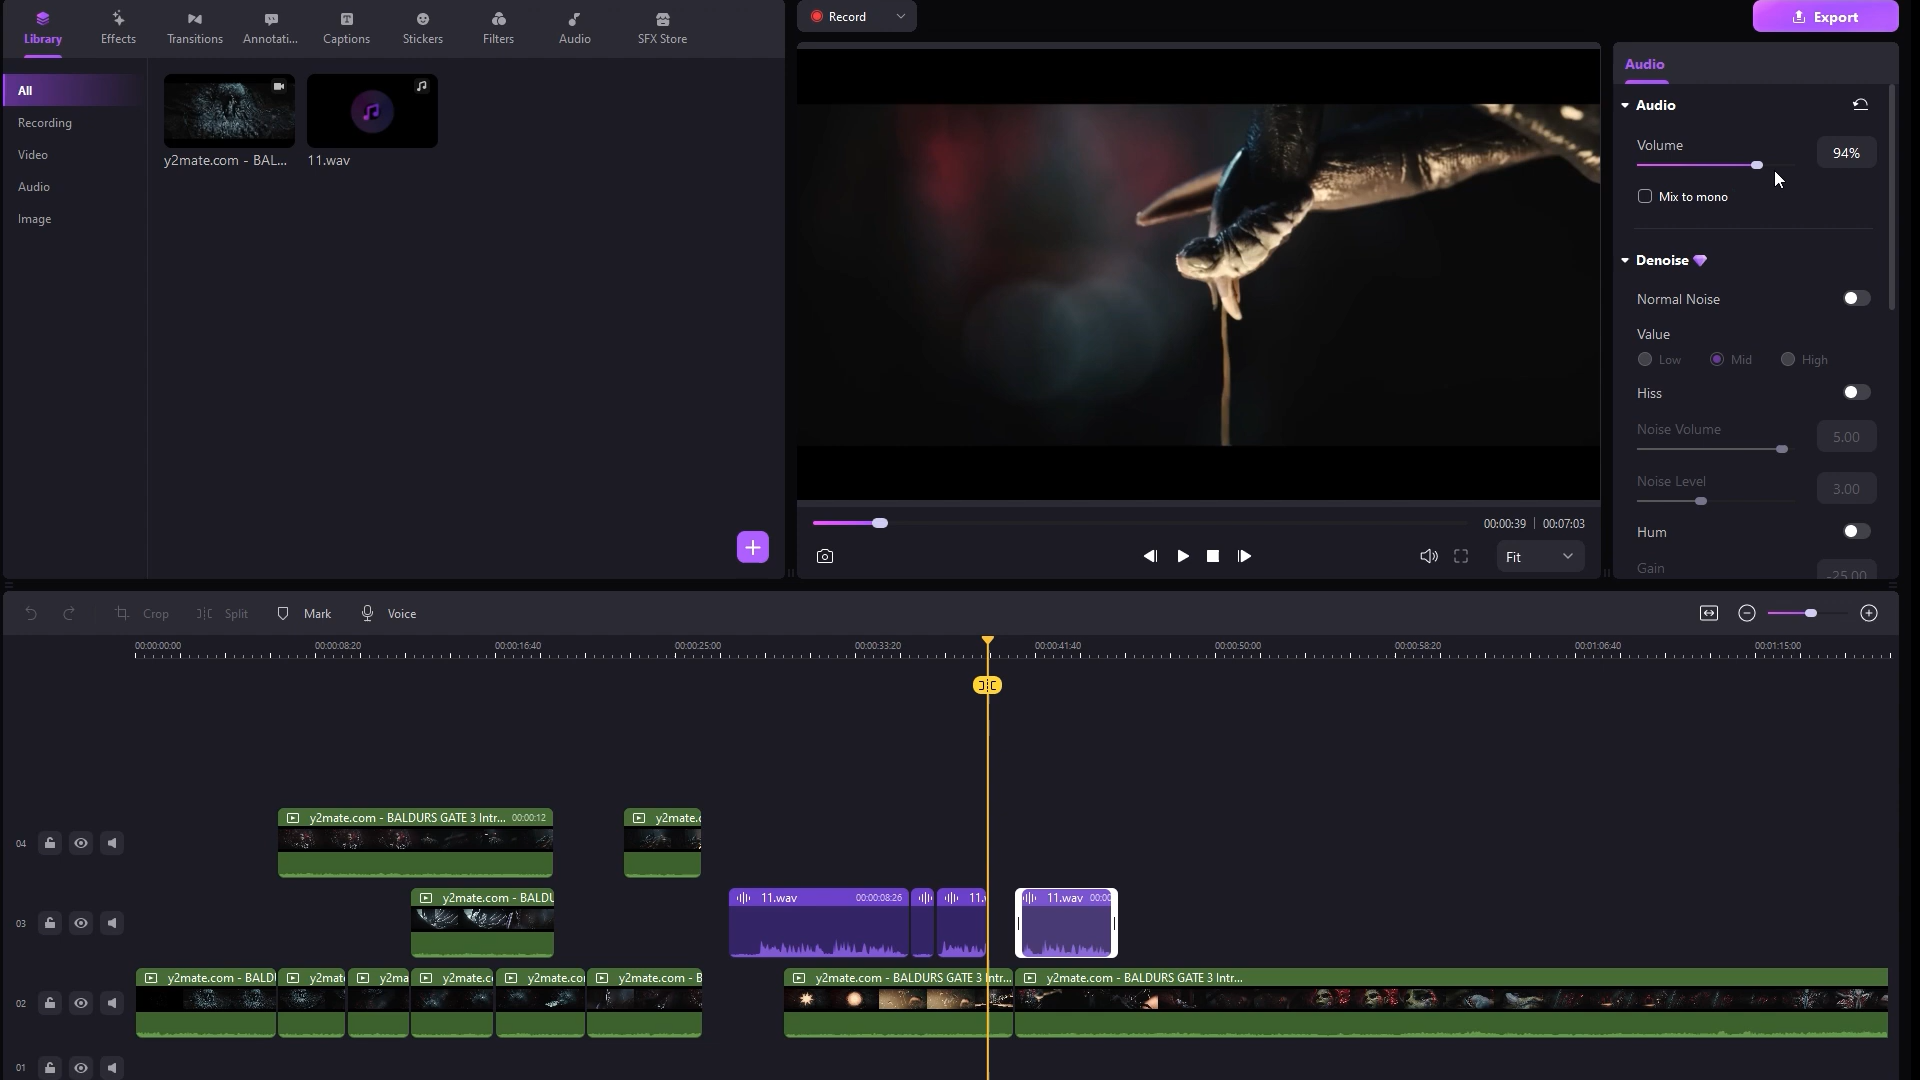 Library
Effects
Transitions
Annotati...
Captions
Stickers
Filters
Audio
SFX Store
Record
Export
All
Recording
Video
Audio
Image
y2mate.com - BAL...
11.wav
Audio
Audio
Volume
94%
Mix to mono
Denoise
Normal Noise
Value
Low
Mid
High
Hiss
Noise Volume
5.00
Noise Level
3.00
Hum
Gain
-25.00
00:00:39 | 00:07:03
Fit
Crop
Split
Mark
Voice
00:00:00:00
00:00:08:20
00:00:16:40
00:00:25:00
00:00:33:20
00:00:41:40
00:00:50:00
00:00:58:20
00:01:06:40
00:01:15:00
04
y2mate.com - BALDURS GATE 3 Intr... 00:00:12
y2mate.c
03
y2mate.com - BALDU
11.wav 00:00:08:26
11.
11.wav 00:00
02
y2mate.com - BALD
y2mate
y2ma
y2mate.c
y2mate.co
y2mate.com - B
y2mate.com - BALDURS GATE 3 Intr...
y2mate.com - BALDURS GATE 3 Intr...
01